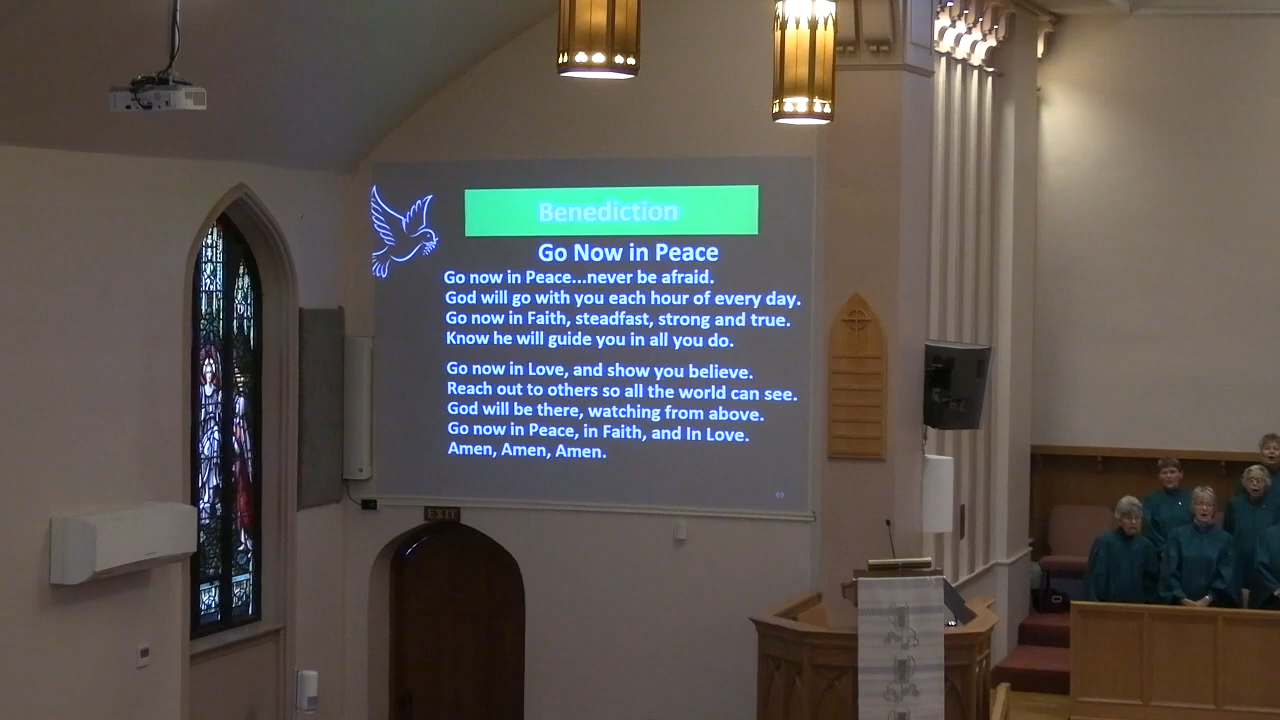 Benediction
Go Now in Peace
Go now in Peace...never be afraid.
God will go with you each hour of every day.
Go now in Faith, steadfast, strong and true.
Know he will guide you in all you do.
Go now in Love, and show you believe.
Reach out to others so all the world can see.
God will be there, watching from above.
Go now in Peace, in Faith, and In Love.
Amen, Amen, Amen.
63
EXIT